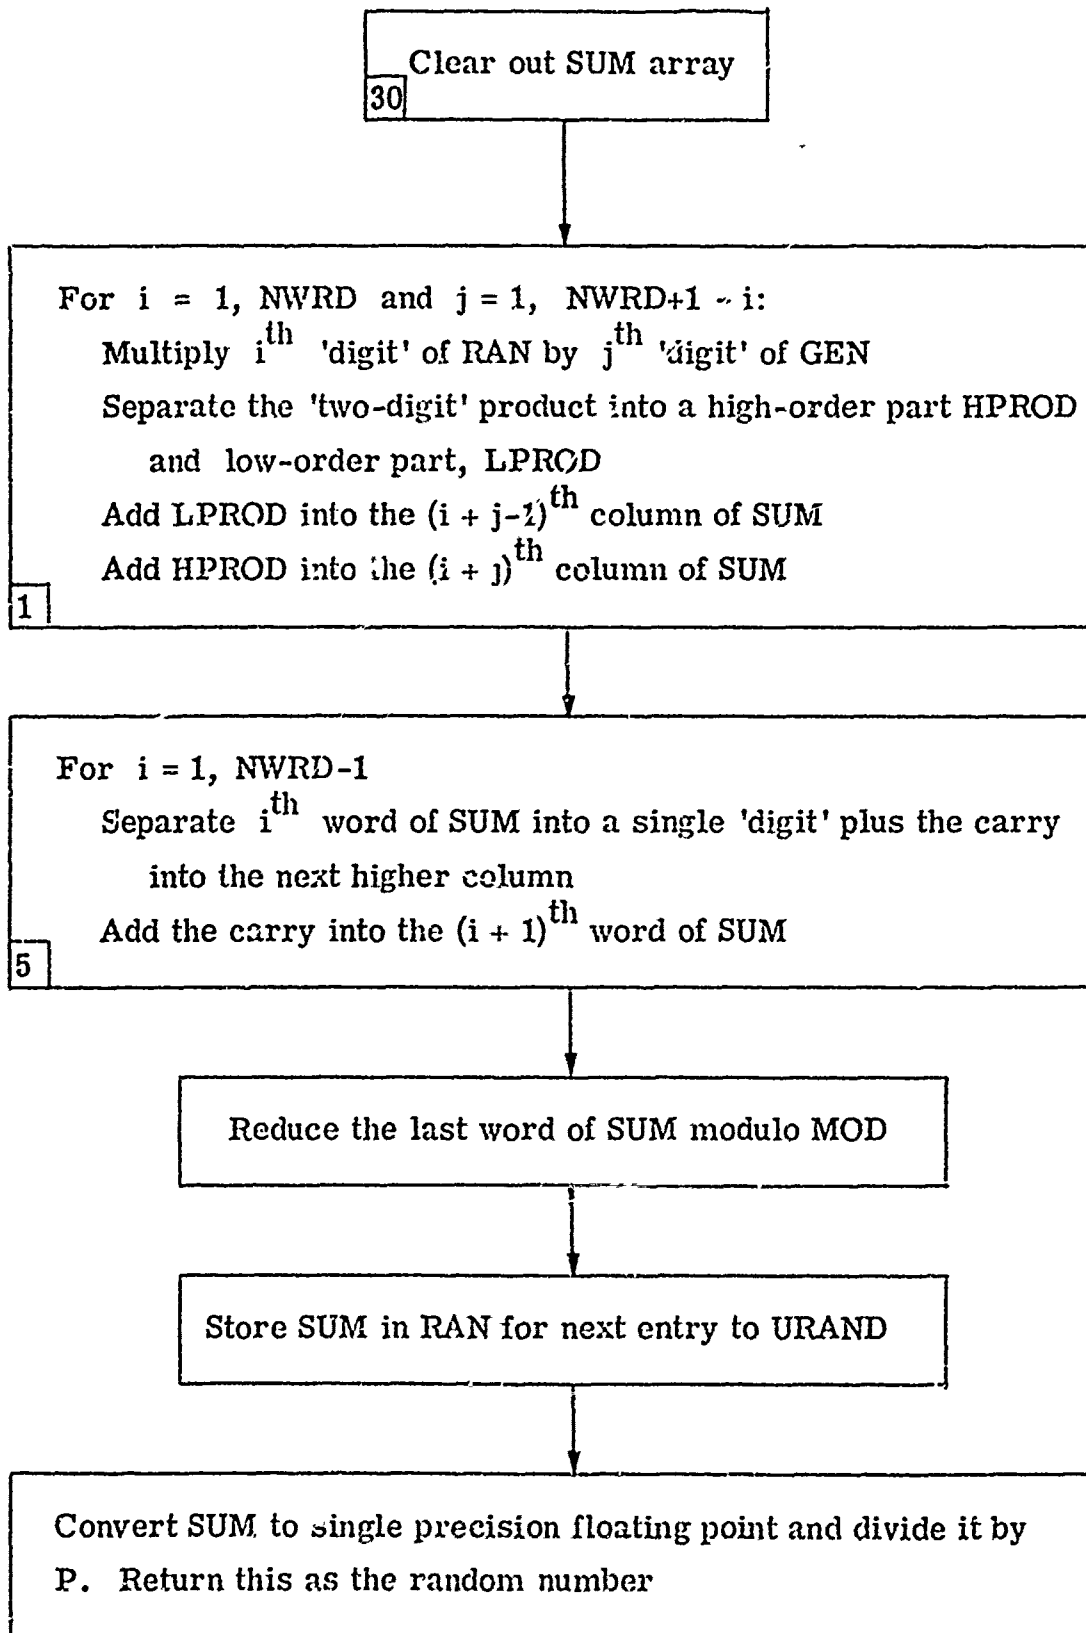 Clear out SUM array
30
For i = 1, NWRD and j = 1, NWRD+1 - i:
Multiply i^th 'digit' of RAN by j^th 'digit' of GEN
Separate the 'two-digit' product into a high-order part HPROD
and low-order part, LPROD
Add LPROD into the (i + j-1)^th column of SUM
Add HPROD into the (i + j)^th column of SUM
1
For i = 1, NWRD-1
Separate i^th word of SUM into a single 'digit' plus the carry
into the next higher column
Add the carry into the (i + 1)^th word of SUM
5
Reduce the last word of SUM modulo MOD
Store SUM in RAN for next entry to URAND
Convert SUM to single precision floating point and divide it by
P. Return this as the random number